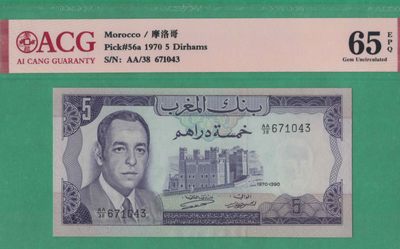 ACG
AI CANG GUARANTY
Morocco / 摩洛哥
Pick#56a 1970 5 Dirhams
S/N: AA/38 671043
65
EPQ
Gem Uncirculated
5
بنك المغرب
خمسة دراهم
AA/38 671043
1970-1390
AA/38 671043
5